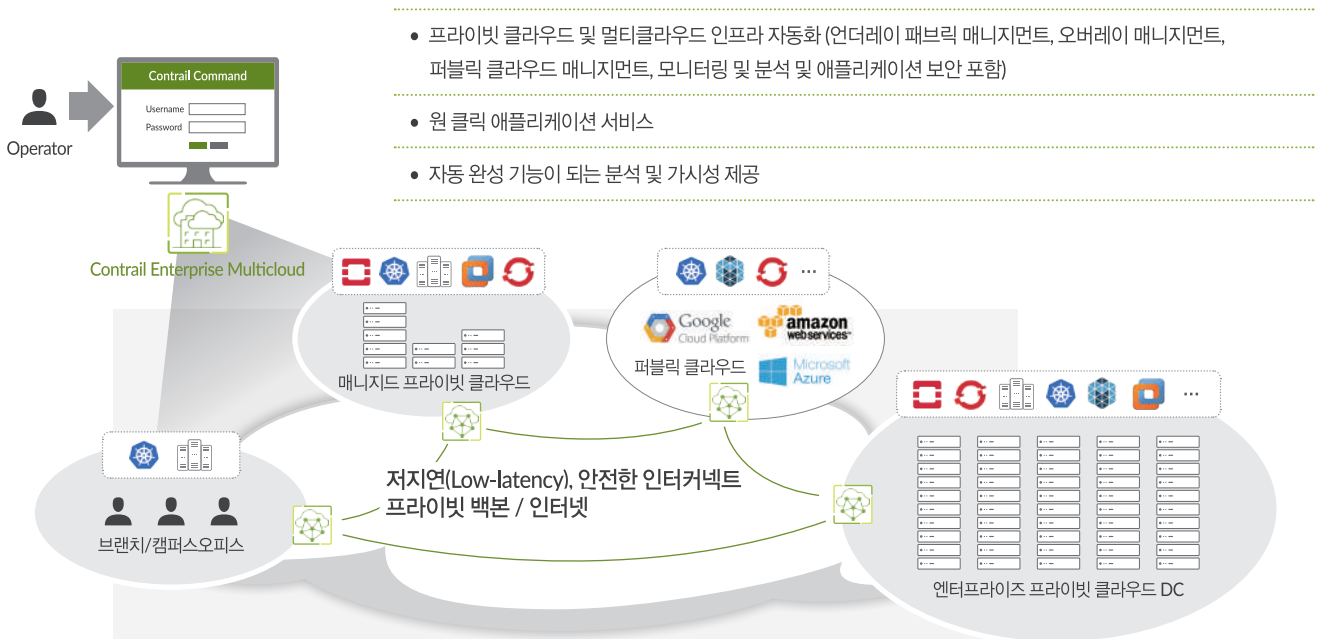 • 프라이빗 클라우드 및 멀티클라우드 인프라 자동화 (언더레이 패브릭 매니지먼트, 오버레이 매니지먼트,
퍼블릭 클라우드 매니지먼트, 모니터링 및 분석 및 애플리케이션 보안 포함)
• 원 클릭 애플리케이션 서비스
• 자동 완성 기능이 되는 분석 및 가시성 제공
Contrail Command
Username
Password
Operator
Contrail Enterprise Multicloud
...
Google
Cloud Platform
amazon
webservices™
퍼블릭 클라우드
Microsoft
Azure
매니지드 프라이빗 클라우드
...
저지연(Low-latency), 안전한 인터커넥트
프라이빗 백본 / 인터넷
브랜치/캠퍼스오피스
엔터프라이즈 프라이빗 클라우드 DC